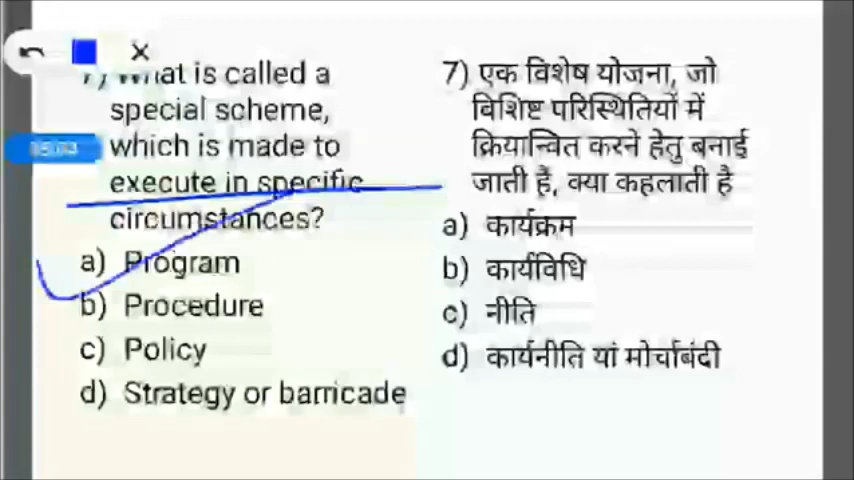 7) What is called a
special scheme,
which is made to
execute in specific
circumstances?
a) Program
b) Procedure
c) Policy
d) Strategy or barricade
7) एक विशेष योजना, जो
विशिष्ट परिस्थितियों में
क्रियान्वित करने हेतु बनाई
जाती है, क्या कहलाती है
a) कार्यक्रम
b) कार्यविधि
c) नीति
d) कार्यनीति यां मोर्चाबंदी